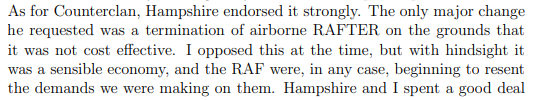 As for Counterclan, Hampshire endorsed it strongly. The only major change
he requested was a termination of airborne RAFTER on the grounds that
it was not cost effective. I opposed this at the time, but with hindsight it
was a sensible economy, and the RAF were, in any case, beginning to resent
the demands we were making on them. Hampshire and I spent a good deal